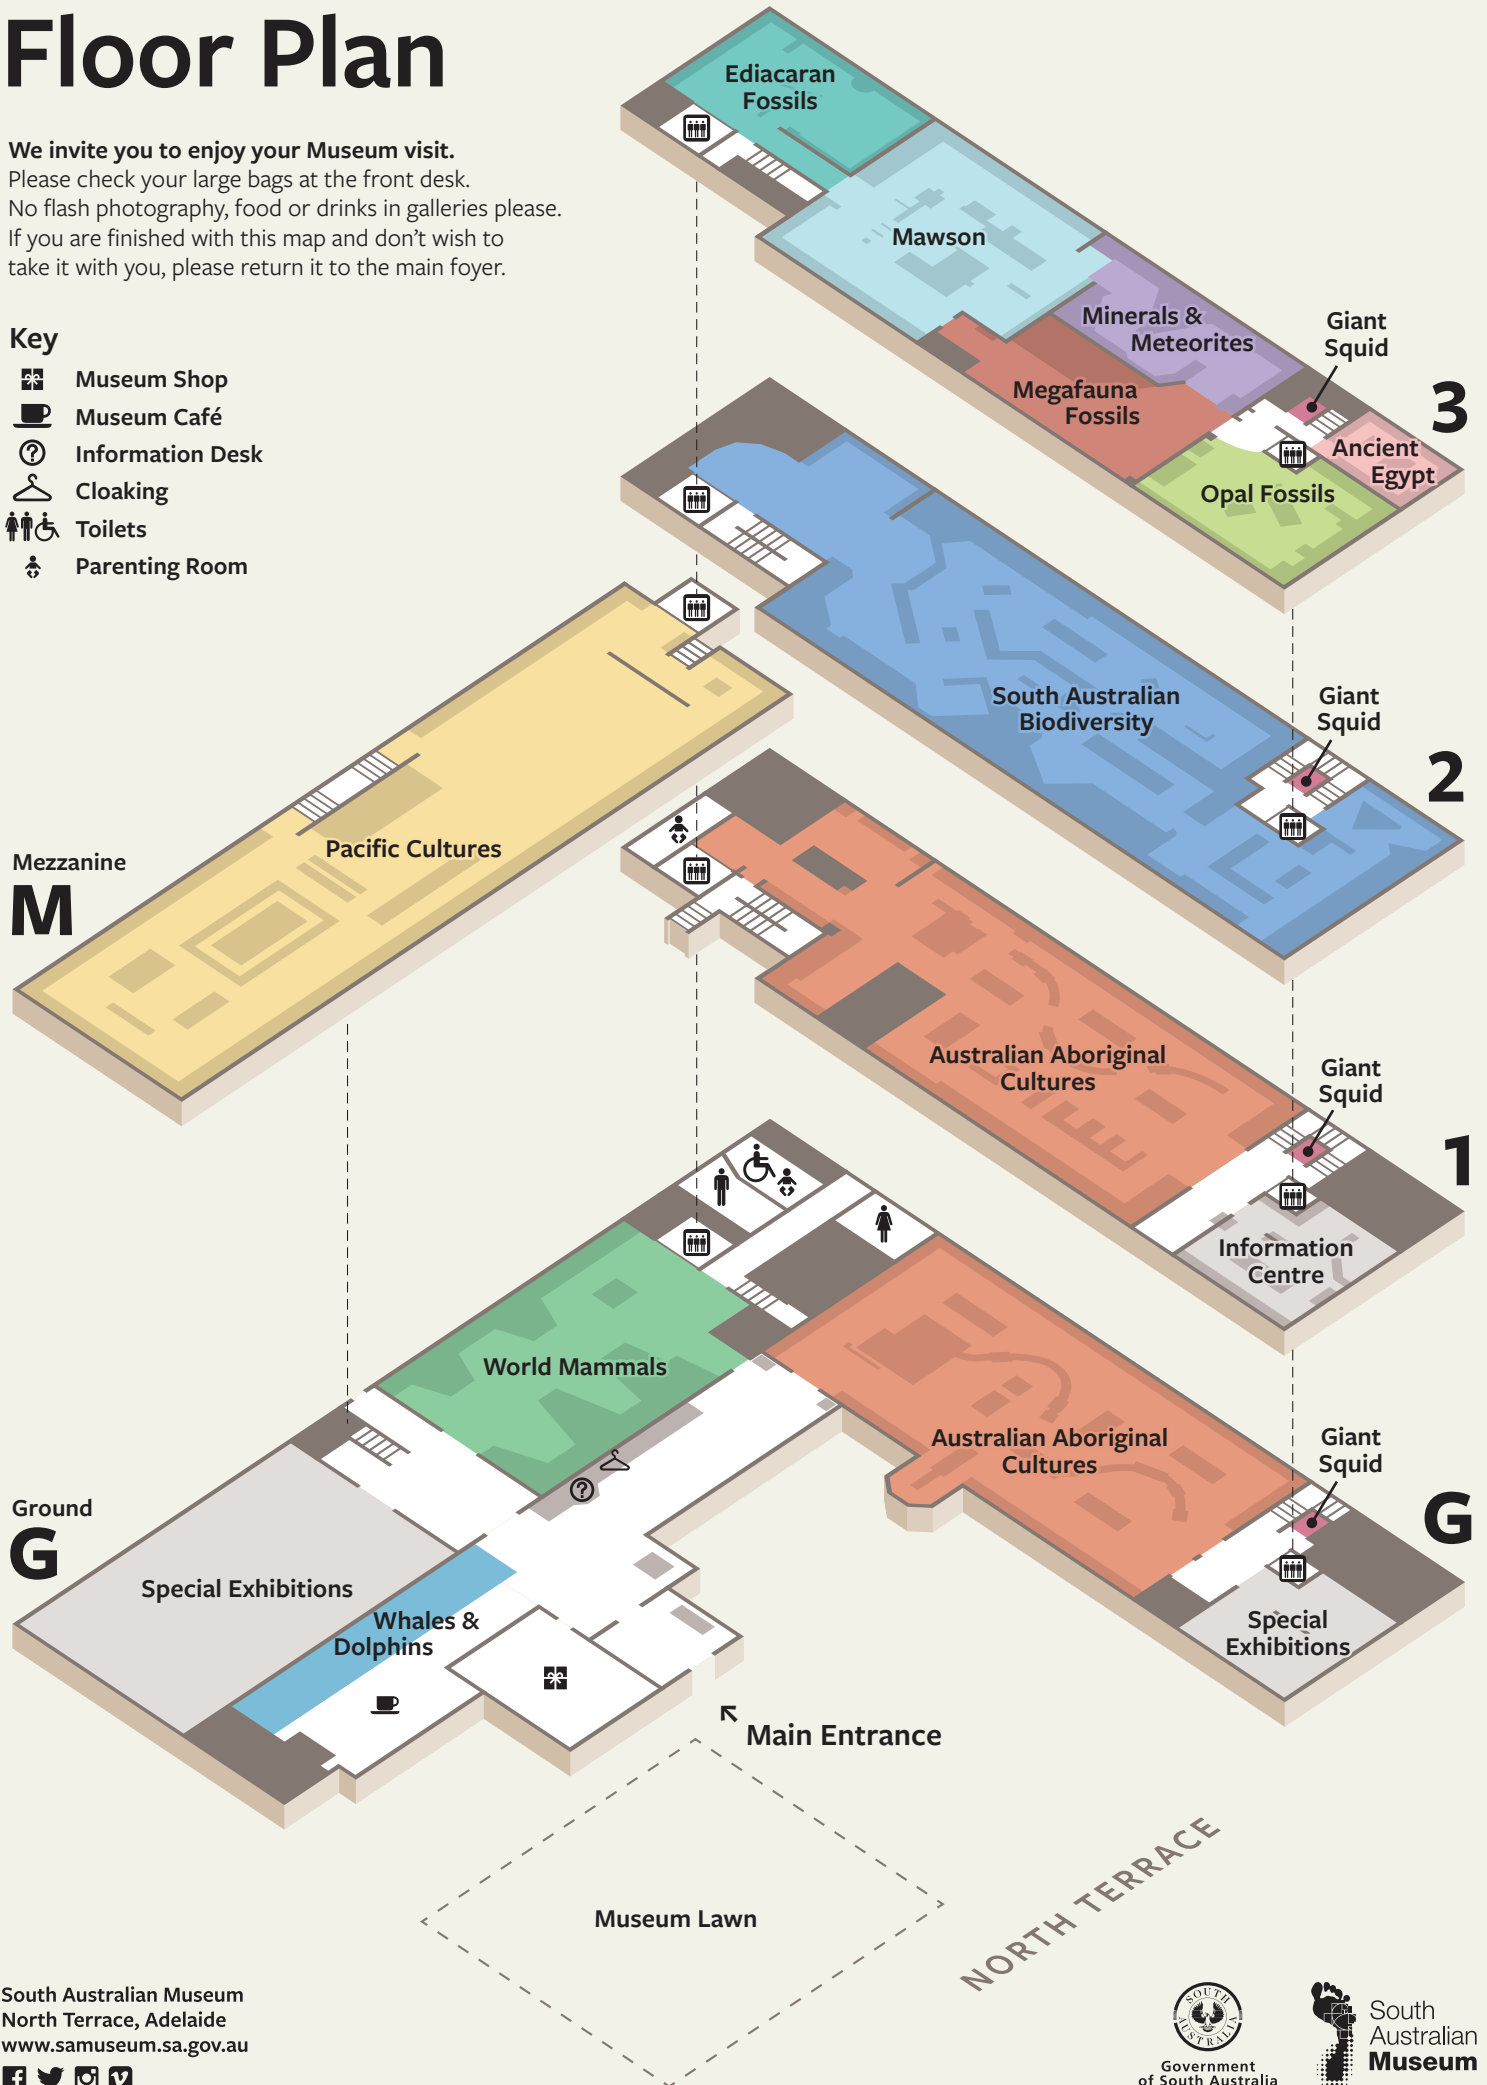 Floor Plan
We invite you to enjoy your Museum visit.
Please check your large bags at the front desk.
No flash photography, food or drinks in galleries please.
If you are finished with this map and don't wish to
take it with you, please return it to the main foyer.
Key
Museum Shop
Museum Café
? Information Desk
Cloaking
Toilets
Parenting Room
Ediacaran
Fossils
Mawson
Minerals &
Meteorites
Megafauna
Fossils
Giant
Squid
3
Ancient
Egypt
Opal Fossils
South Australian
Biodiversity
Giant
Squid
2
Mezzanine
M
Pacific Cultures
Australian Aboriginal
Cultures
Giant
Squid
1
Information
Centre
World Mammals
Australian Aboriginal
Cultures
Giant
Squid
G
Ground
G
?
Special Exhibitions
Whales &
Dolphins
Special
Exhibitions
Main Entrance
Museum Lawn
NORTH TERRACE
South Australian Museum
North Terrace, Adelaide
www.samuseum.sa.gov.au
SOUTH AUSTRALIA
Government
of South Australia
South
Australian
Museum